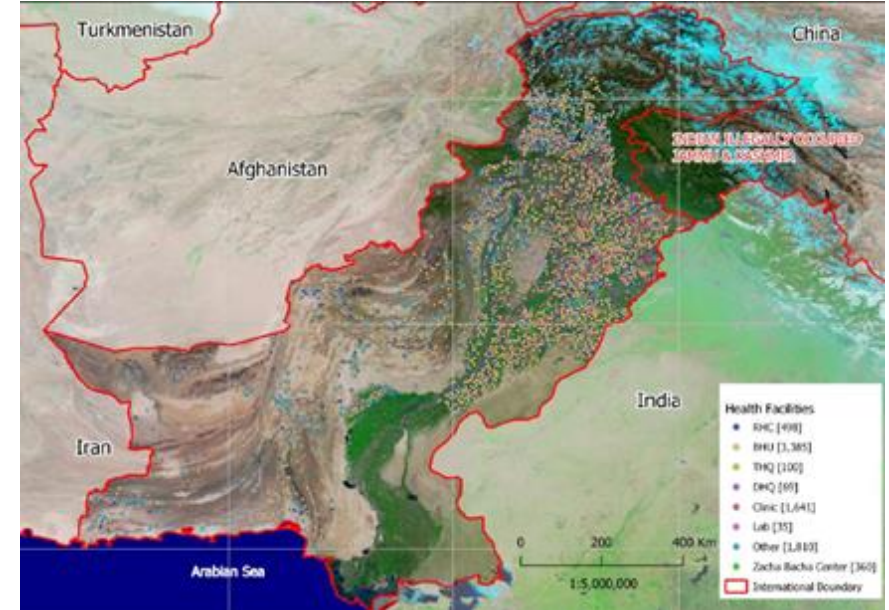 Turkmenistan
China
INDIAN ILLEGALLY OCCUPIED
JAMMU & KASHMIR
Afghanistan
India
Iran
Arabian Sea
Health Facilities
RHC [498]
BHU [3,385]
THQ [100]
DHQ [89]
Clinic [1,641]
Lab [35]
Other [1,810]
Zacha Bacha Center [360]
International Boundary
0 200 400 Km
1:5,000,000